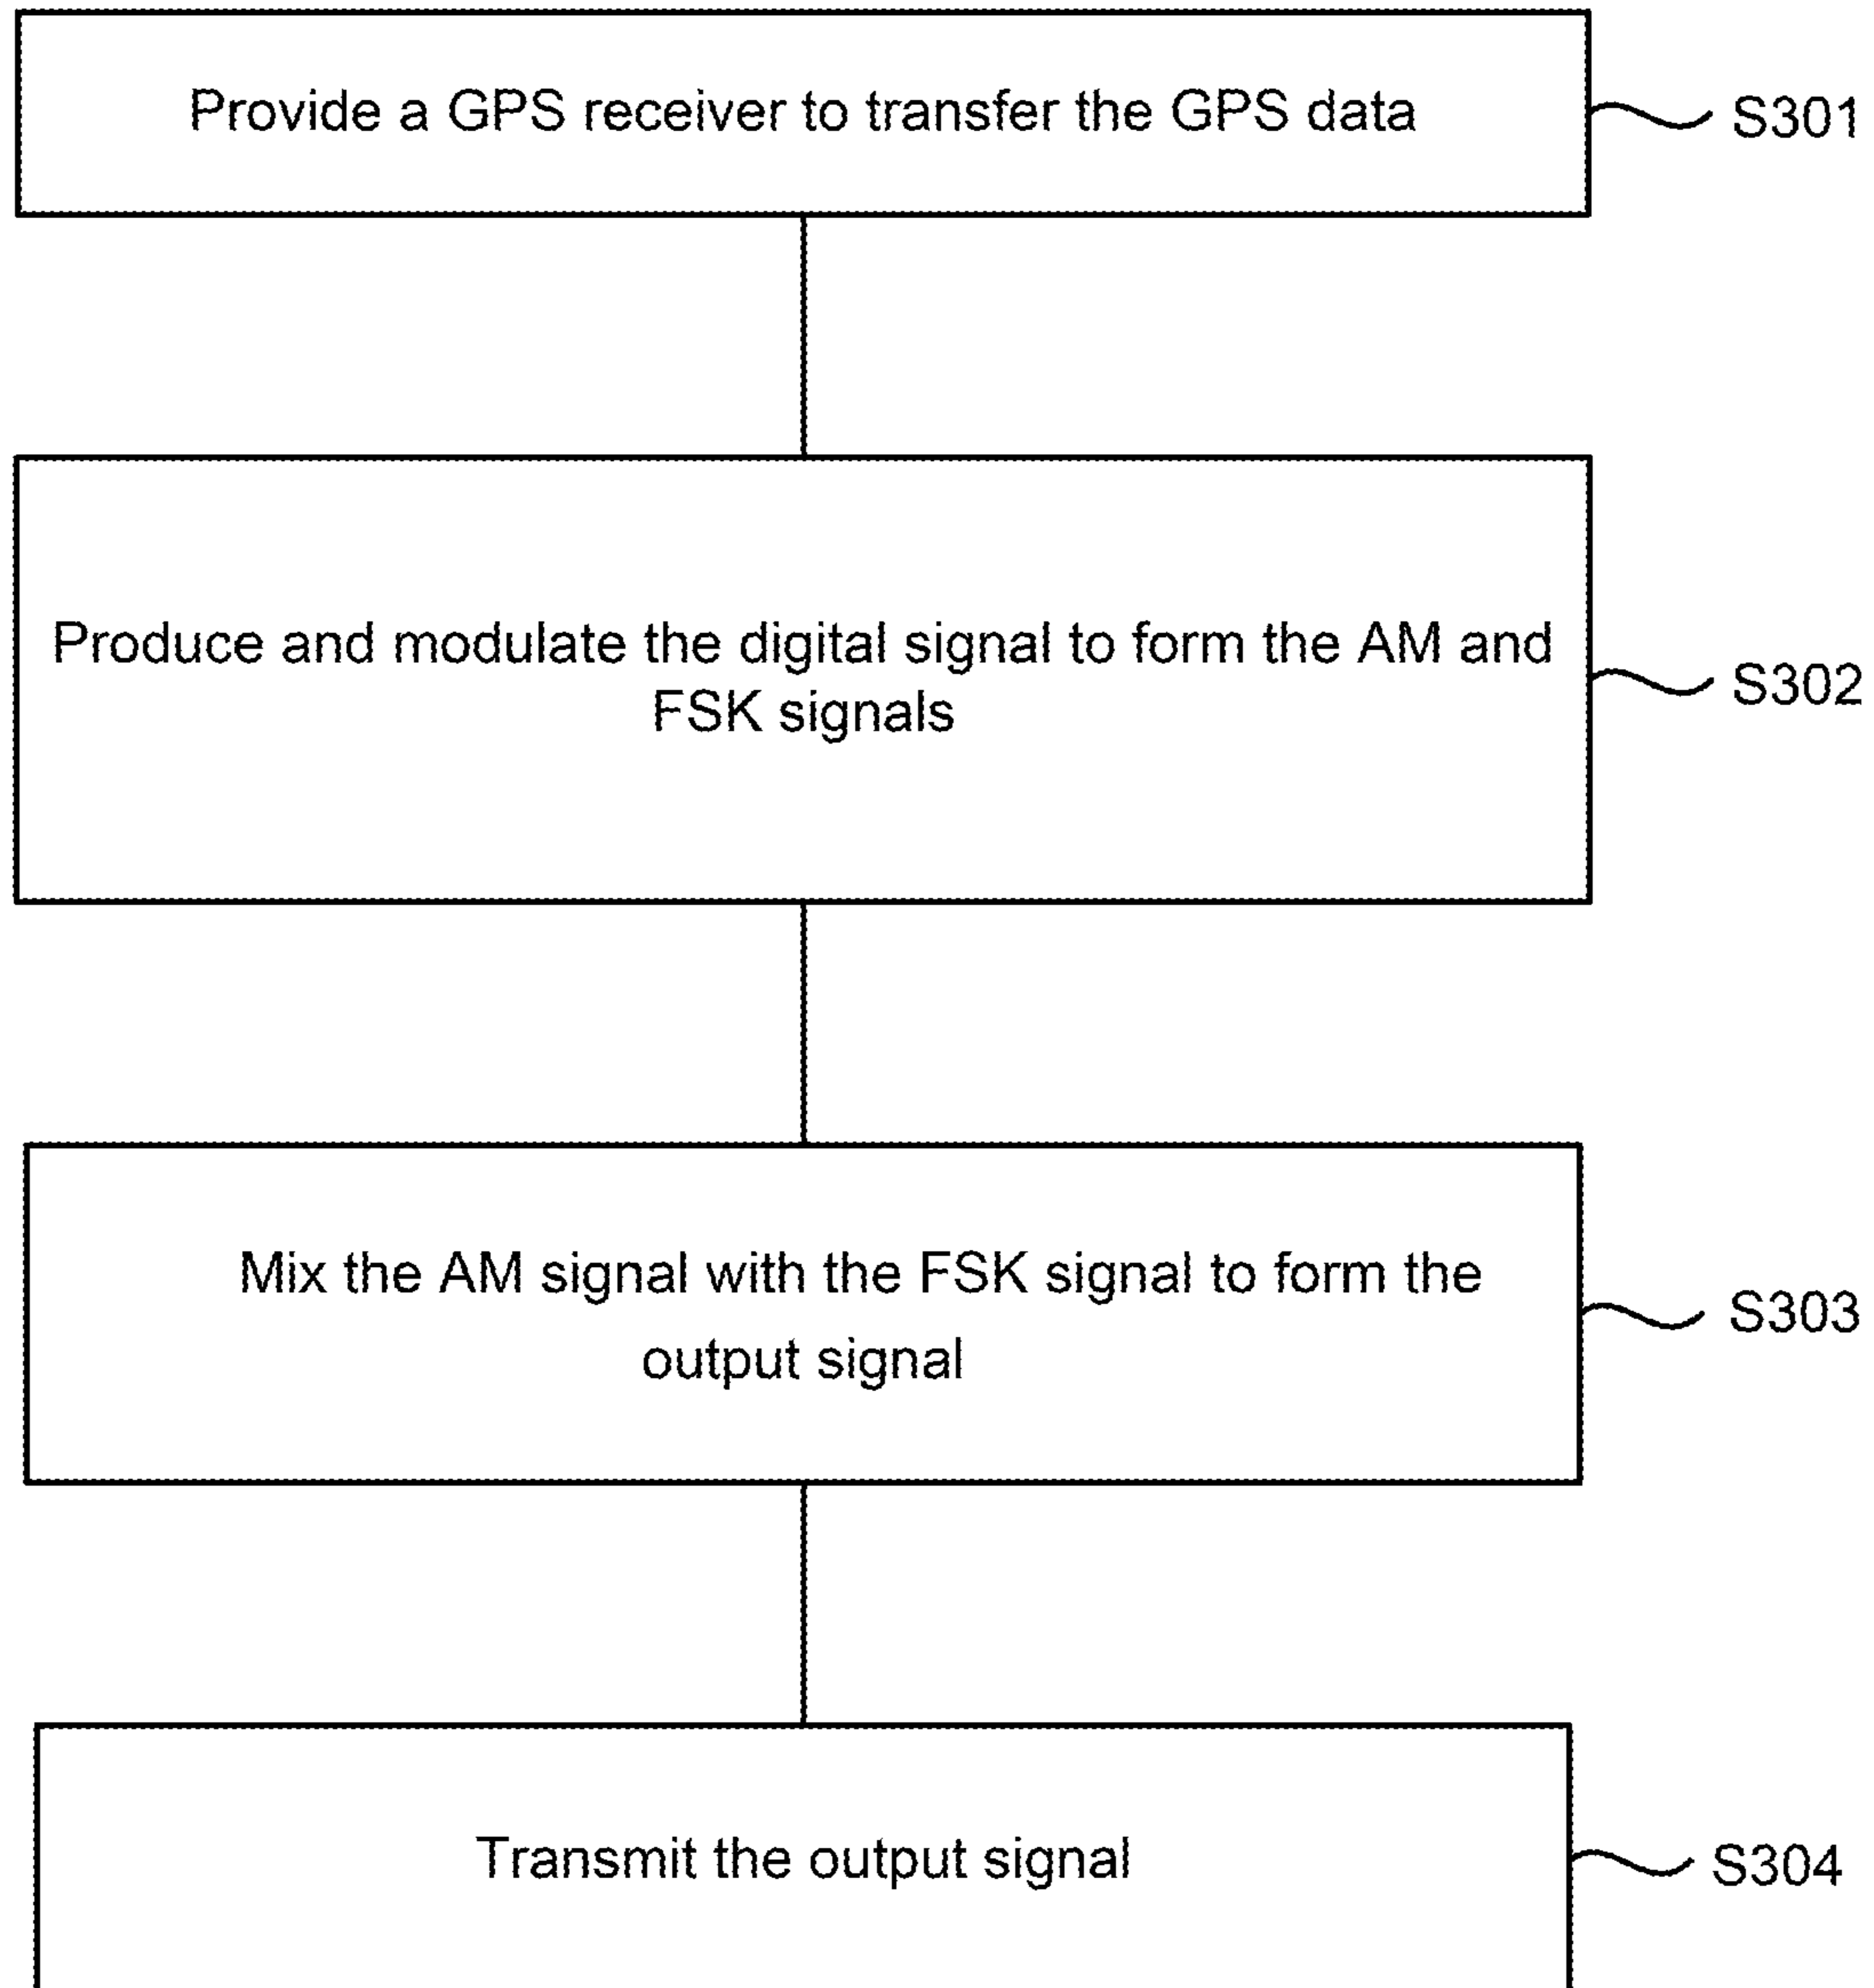 Provide a GPS receiver to transfer the GPS data
S301
Produce and modulate the digital signal to form the AM and
FSK signals
S302
Mix the AM signal with the FSK signal to form the
output signal
S303
Transmit the output signal
S304